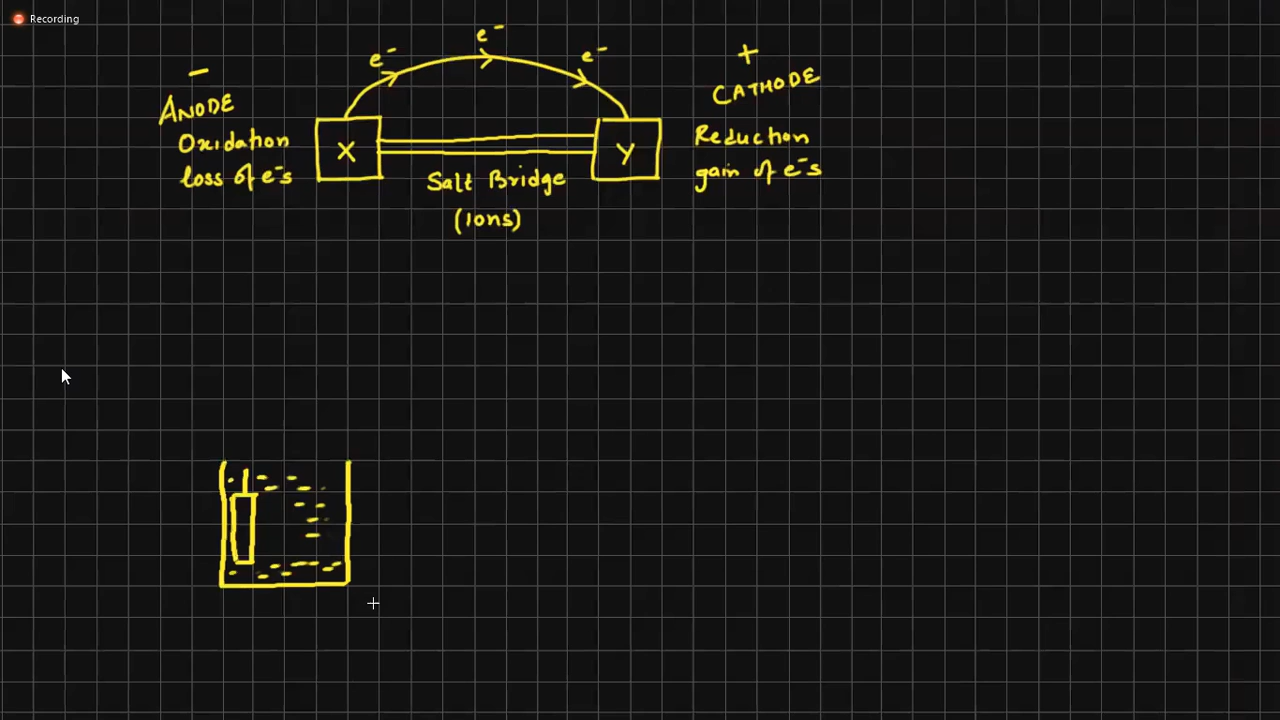 Recording
e⁻
e⁻ e⁻
− +
ANODE CATHODE
Oxidation X Y Reduction
loss of e⁻s Salt Bridge gain of e⁻s
(Ions)